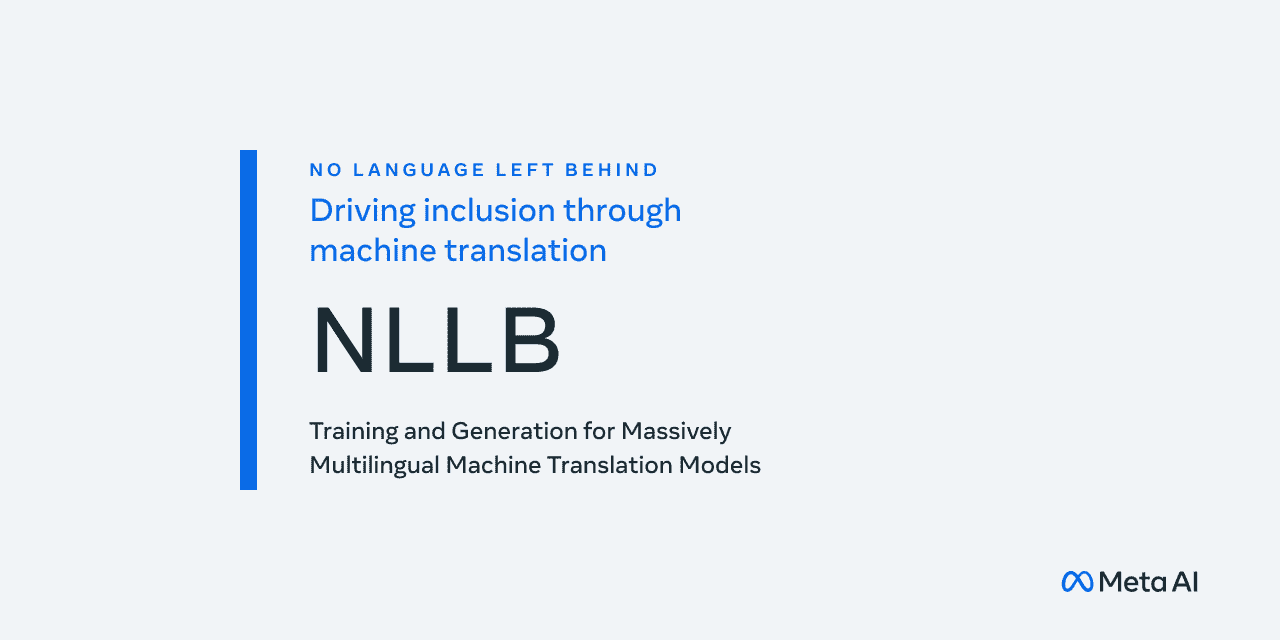 NO LANGUAGE LEFT BEHIND
Driving inclusion through
machine translation
NLLB
Training and Generation for Massively
Multilingual Machine Translation Models
Meta AI